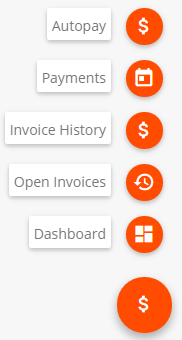 Autopay $
Payments
Invoice History $
Open Invoices
Dashboard
$